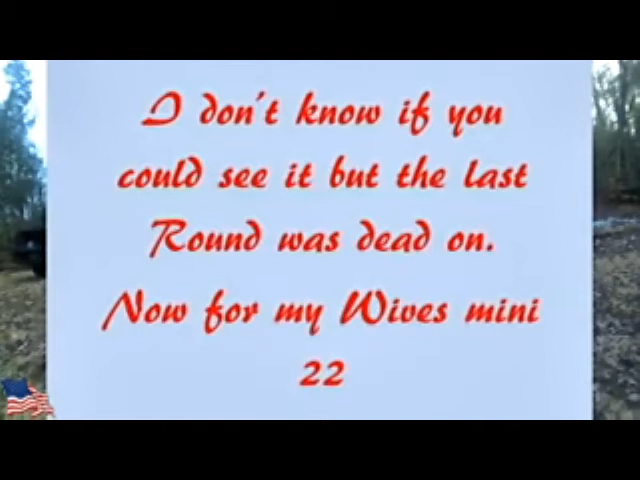 I don't know if you
could see it but the last
Round was dead on.
Now for my Wives mini
22